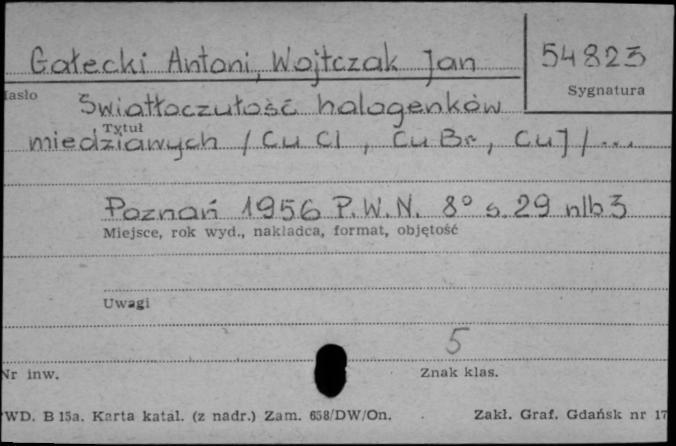 Gałecki Antoni, Wojtczak Jan
54823
Sygnatura
Hasło
Światłoczułość halogenków
Tytuł
miedziawych / Cu Cl, Cu Br, CuJ / ...
Poznań 1956 P.W.N. 8° s. 29 nlb 3
Miejsce, rok wyd., nakładca, format, objętość
Uwagi
5
Nr inw.
Znak klas.
PWD. B 15a. Karta katal. (z nadr.) Zam. 658/DW/On.
Zakł. Graf. Gdańsk nr 17